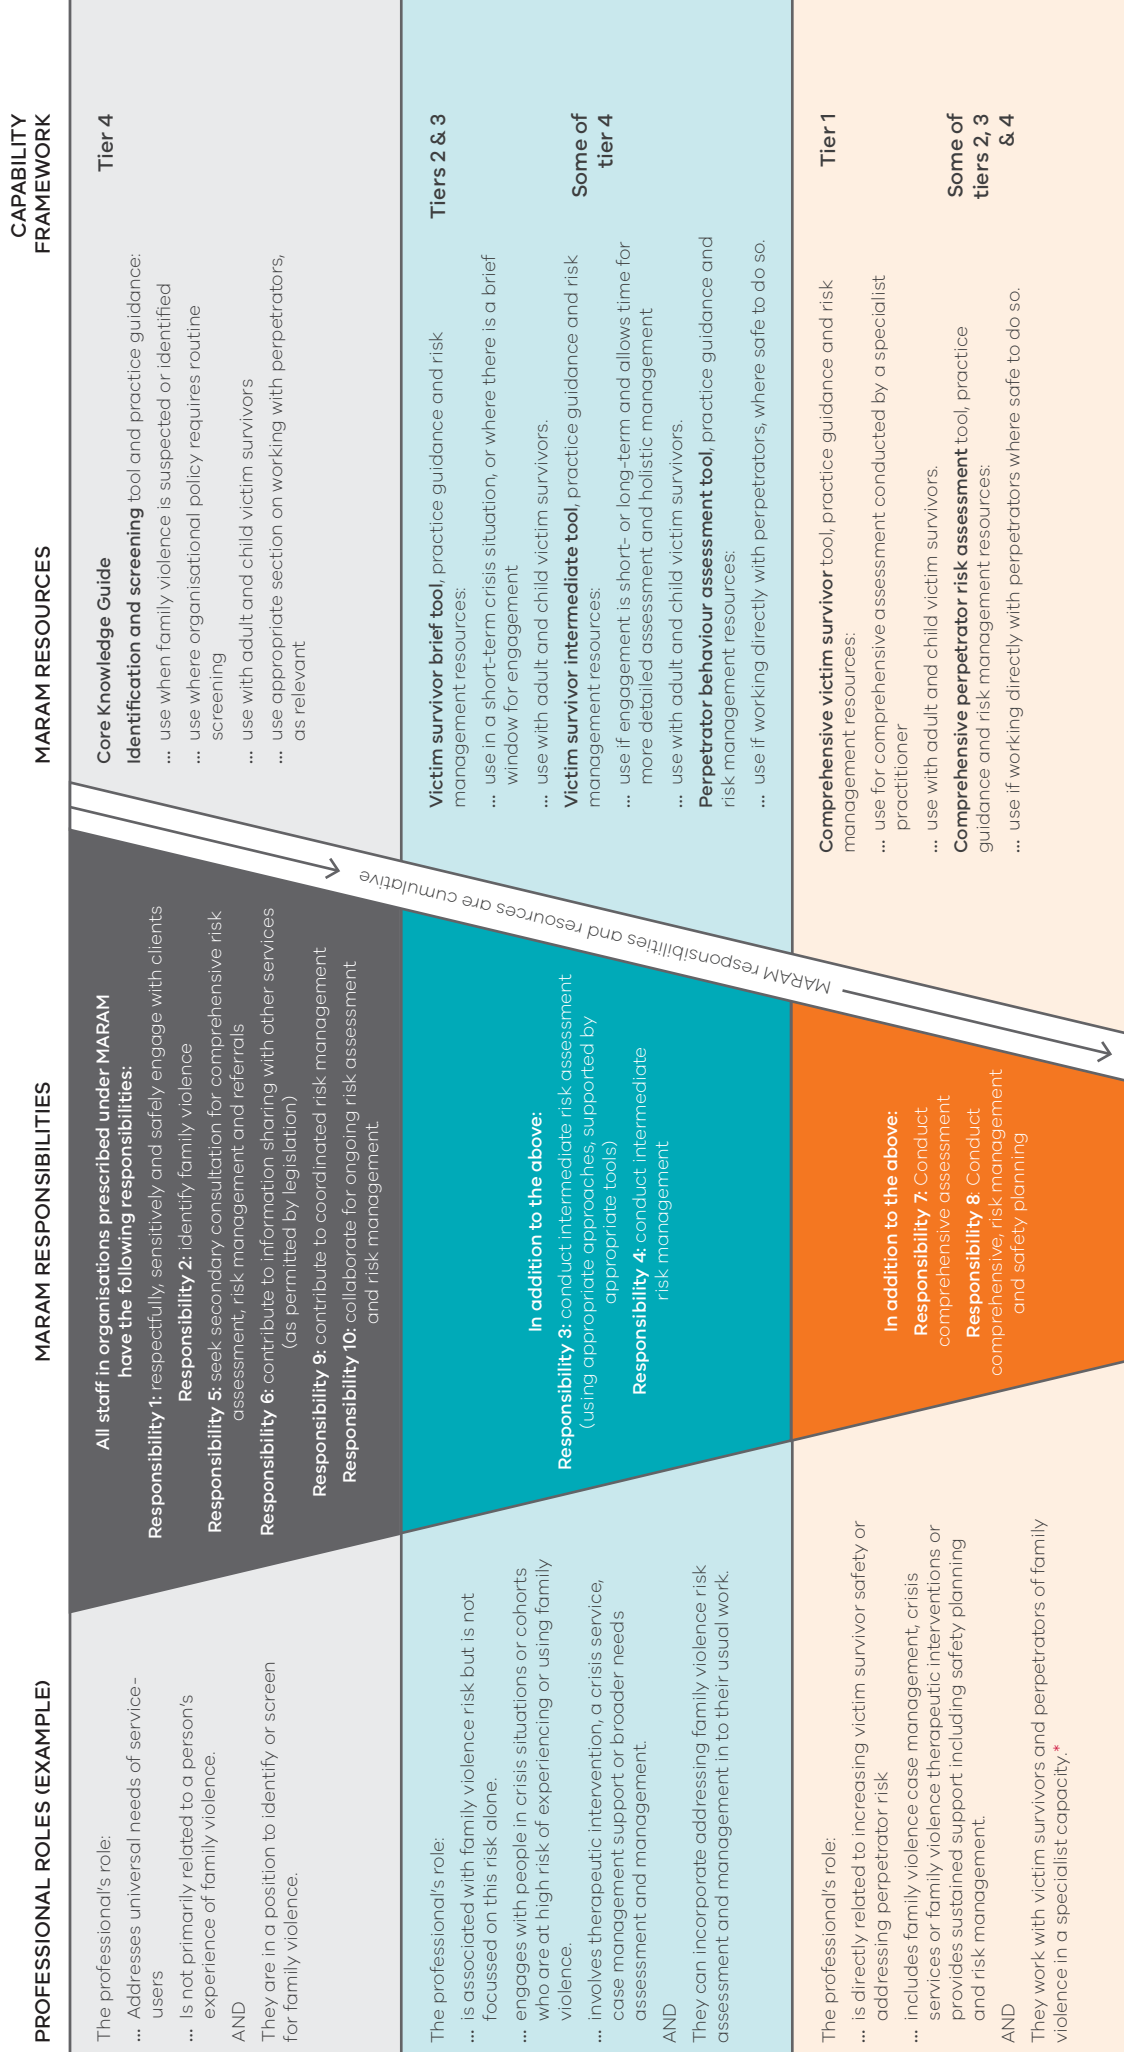 PROFESSIONAL ROLES (EXAMPLE)
MARAM RESPONSIBILITIES
MARAM RESOURCES
CAPABILITY
FRAMEWORK
The professional’s role:
... Addresses universal needs of service-
users
... Is not primarily related to a person’s
experience of family violence.
AND
They are in a position to identify or screen
for family violence.
All staff in organisations prescribed under MARAM
have the following responsibilities:
Responsibility 1: respectfully, sensitively and safely engage with clients
Responsibility 2: identify family violence
Responsibility 5: seek secondary consultation for comprehensive risk
assessment, risk management and referrals
Responsibility 6: contribute to information sharing with other services
(as permitted by legislation)
Responsibility 9: contribute to coordinated risk management
Responsibility 10: collaborate for ongoing risk assessment
and risk management
Core Knowledge Guide
Identification and screening tool and practice guidance:
... use when family violence is suspected or identified
... use where organisational policy requires routine
screening
... use with adult and child victim survivors
... use appropriate section on working with perpetrators,
as relevant
Tier 4
MARAM responsibilities and resources are cumulative
The professional’s role:
... is associated with family violence risk but is not
focussed on this risk alone.
... engages with people in crisis situations or cohorts
who are at high risk of experiencing or using family
violence.
... involves therapeutic intervention, a crisis service,
case management support or broader needs
assessment and management.
AND
They can incorporate addressing family violence risk
assessment and management in to their usual work.
In addition to the above:
Responsibility 3: conduct intermediate risk assessment
(using appropriate approaches, supported by
appropriate tools)
Responsibility 4: conduct intermediate
risk management
Victim survivor brief tool, practice guidance and risk
management resources:
... use in a short-term crisis situation, or where there is a brief
window for engagement
... use with adult and child victim survivors.
Victim survivor intermediate tool, practice guidance and risk
management resources:
... use if engagement is short- or long-term and allows time for
more detailed assessment and holistic management
... use with adult and child victim survivors.
Perpetrator behaviour assessment tool, practice guidance and
risk management resources:
... use if working directly with perpetrators, where safe to do so.
Tiers 2 & 3
Some of
tier 4
The professional’s role:
... is directly related to increasing victim survivor safety or
addressing perpetrator risk
... includes family violence case management, crisis
services or family violence therapeutic interventions or
provides sustained support including safety planning
and risk management.
AND
They work with victim survivors and perpetrators of family
violence in a specialist capacity.*
In addition to the above:
Responsibility 7: Conduct
comprehensive assessment
Responsibility 8: Conduct
comprehensive, risk management
and safety planning
Comprehensive victim survivor tool, practice guidance and risk
management resources:
... use for comprehensive assessment conducted by a specialist
practitioner
... use with adult and child victim survivors.
Comprehensive perpetrator risk assessment tool, practice
guidance and risk management resources:
... use if working directly with perpetrators where safe to do so.
Tier 1
Some of
tiers 2, 3
& 4